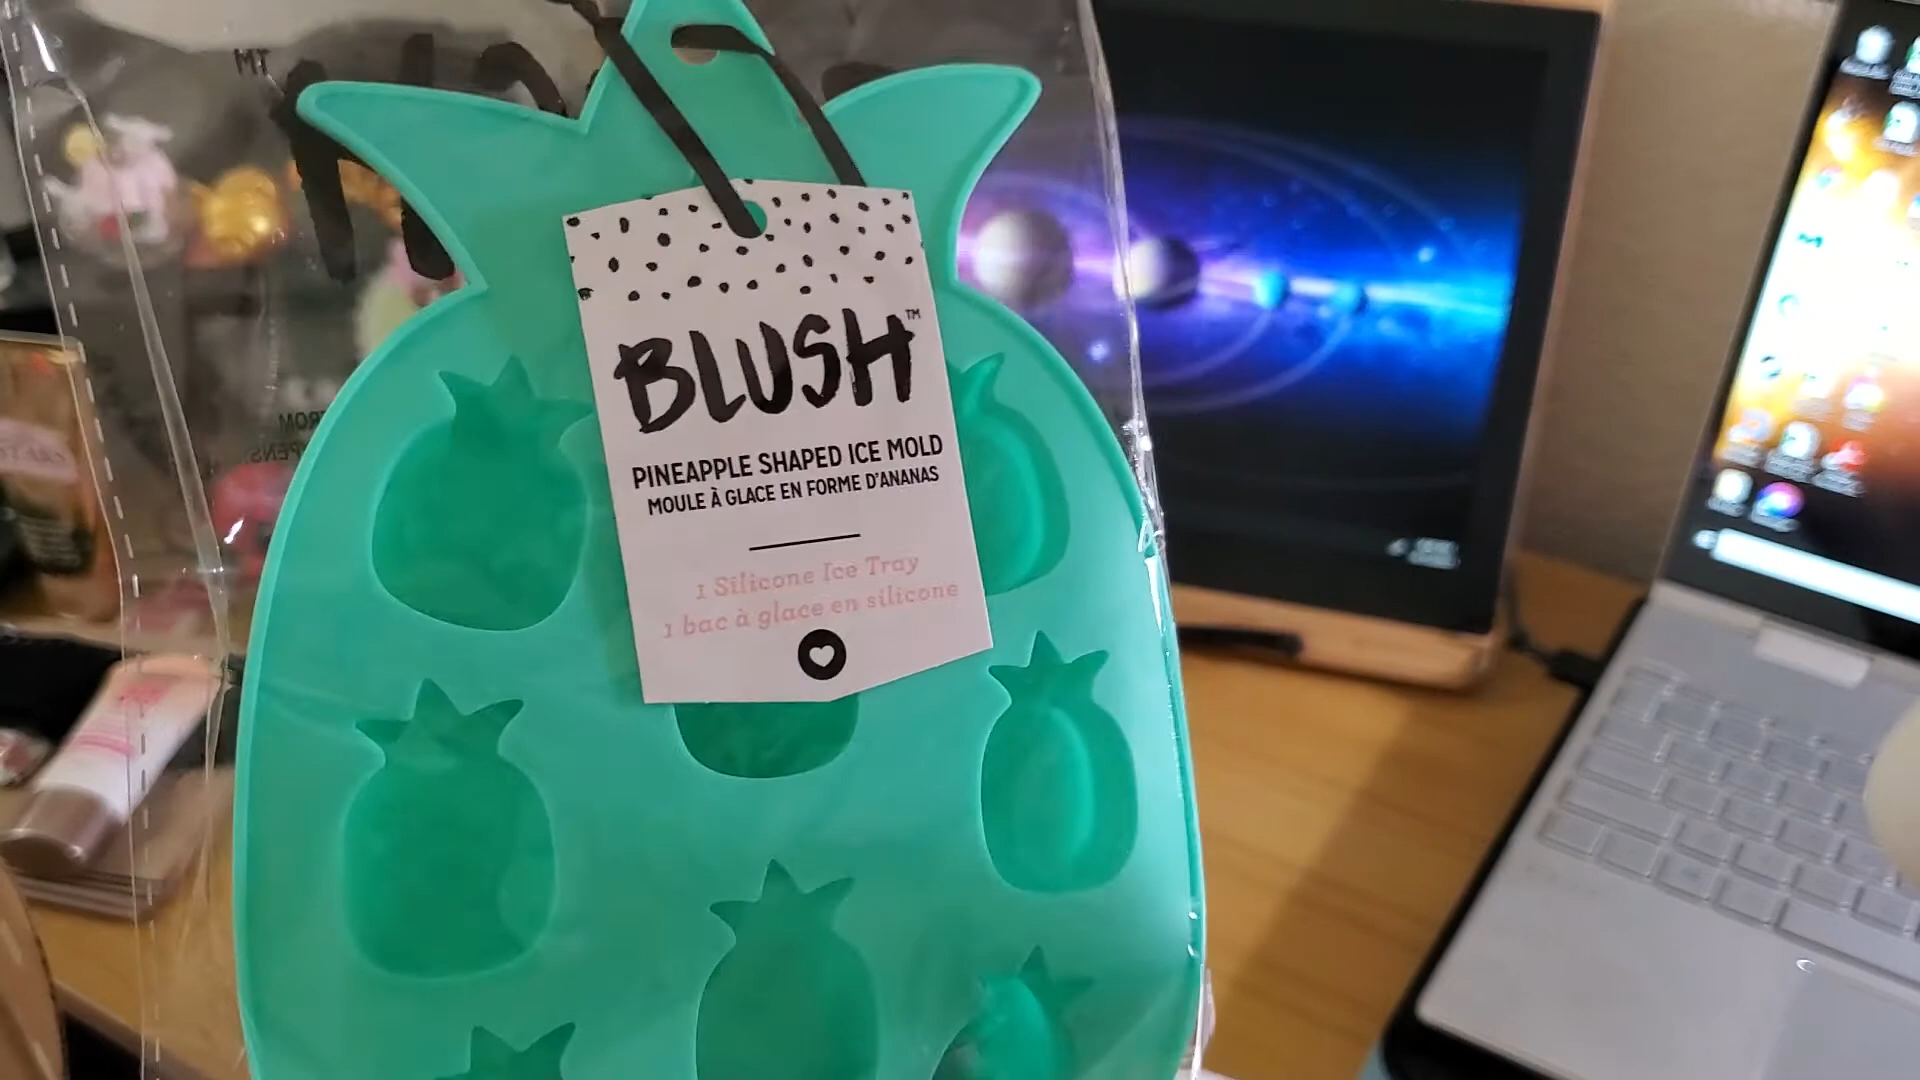 BLUSH™
PINEAPPLE SHAPED ICE MOLD
MOULE À GLACE EN FORME D'ANANAS
1 Silicone Ice Tray
1 bac à glace en silicone